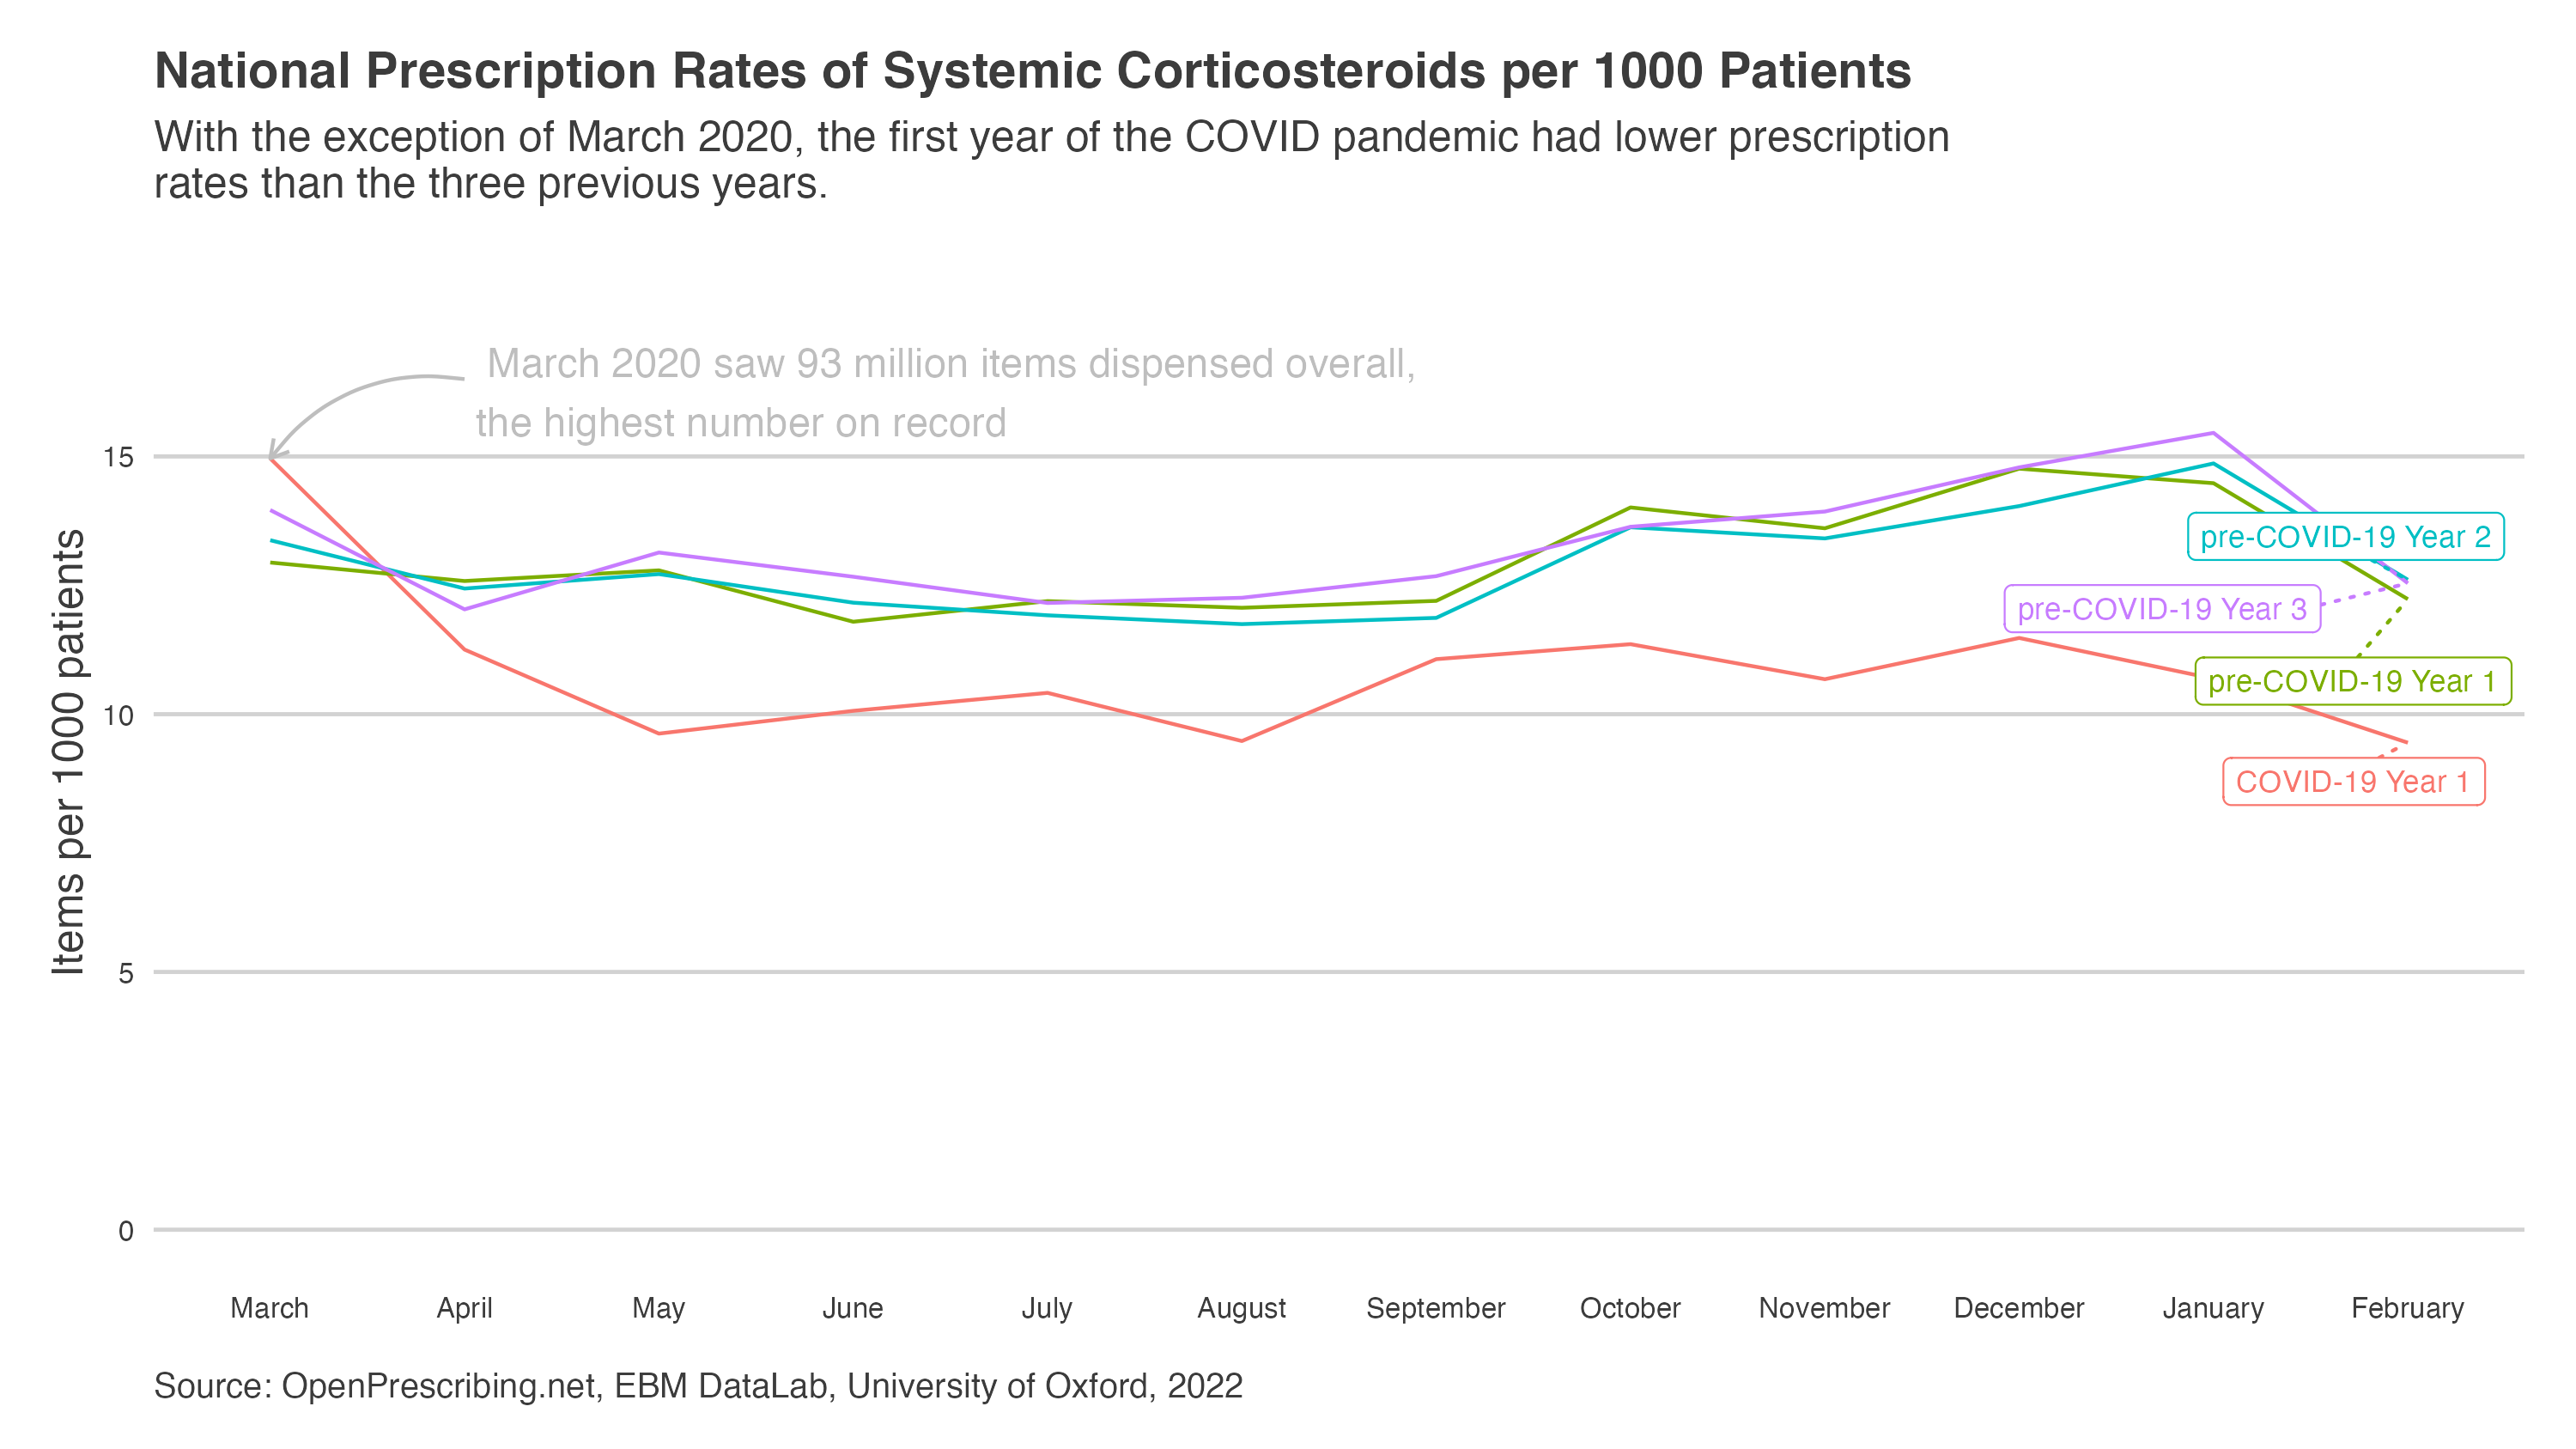 National Prescription Rates of Systemic Corticosteroids per 1000 Patients
With the exception of March 2020, the first year of the COVID pandemic had lower prescription
rates than the three previous years.
March 2020 saw 93 million items dispensed overall,
the highest number on record
Items per 1000 patients
15
10
5
0
pre-COVID-19 Year 2
pre-COVID-19 Year 3
pre-COVID-19 Year 1
COVID-19 Year 1
March April May June July August September October November December January February
Source: OpenPrescribing.net, EBM DataLab, University of Oxford, 2022